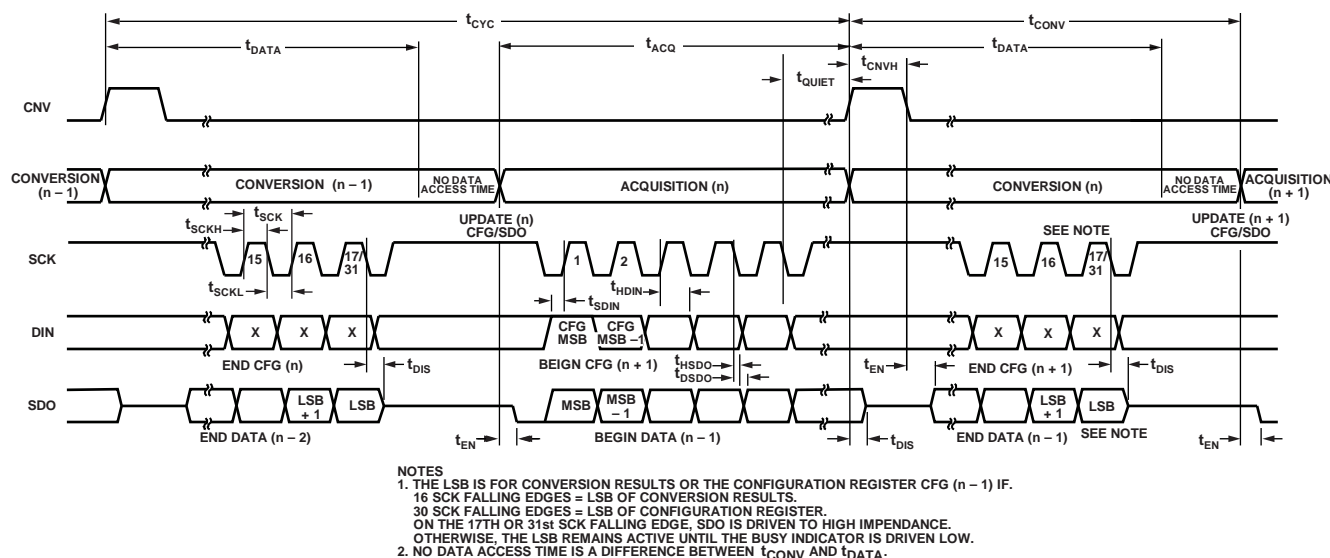 tCYC tCONV
tDATA tACQ tDATA
tQUIET tCNVH
CNV
CONVERSION (n – 1) CONVERSION (n – 1) NO DATA ACCESS TIME ACQUISITION (n) CONVERSION (n) NO DATA ACCESS TIME ACQUISITION (n + 1)
UPDATE (n) CFG/SDO UPDATE (n + 1) CFG/SDO
tSCKH tSCK SEE NOTE
SCK 15 16 17/31 1 2 15 16 17/31
tSCKL tSDIN tHDIN
DIN X X X CFG MSB CFG MSB –1 X X X
END CFG (n) tDIS BEIGN CFG (n + 1) tHSDO tDSDO tEN END CFG (n + 1) tDIS
SDO LSB + 1 LSB MSB MSB – 1 LSB + 1 LSB
END DATA (n – 2) tEN BEGIN DATA (n – 1) tDIS END DATA (n – 1) SEE NOTE tEN
NOTES
1. THE LSB IS FOR CONVERSION RESULTS OR THE CONFIGURATION REGISTER CFG (n – 1) IF.
16 SCK FALLING EDGES = LSB OF CONVERSION RESULTS.
30 SCK FALLING EDGES = LSB OF CONFIGURATION REGISTER.
ON THE 17TH OR 31st SCK FALLING EDGE, SDO IS DRIVEN TO HIGH IMPENDANCE.
OTHERWISE, THE LSB REMAINS ACTIVE UNTIL THE BUSY INDICATOR IS DRIVEN LOW.
2. NO DATA ACCESS TIME IS A DIFFERENCE BETWEEN tCONV AND tDATA.